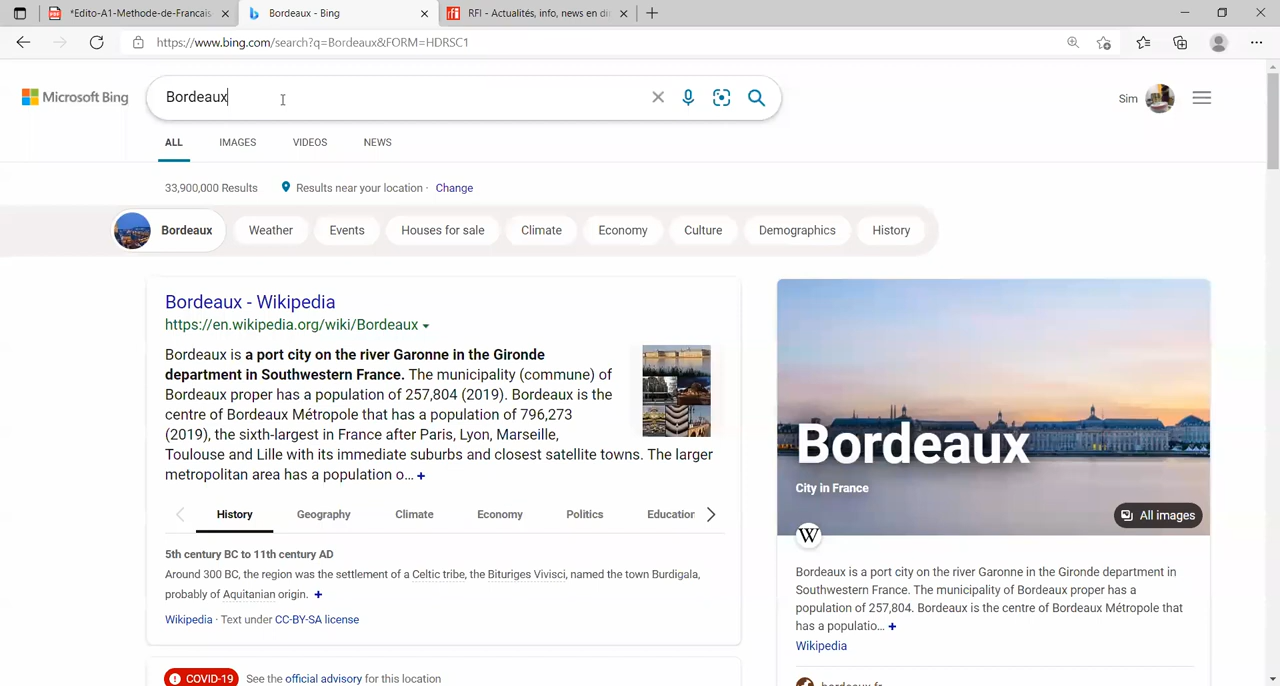 *Edito-A1-Methode-de-Francais.
Bordeaux - Bing
rfi
RFI - Actualités, info, news en di
https://www.bing.com/search?q=Bordeaux&FORM=HDRSC1
Microsoft Bing
Bordeaux
Sim
ALL
IMAGES
VIDEOS
NEWS
33,900,000 Results
Results near your location ·
Change
Bordeaux
Weather
Events
Houses for sale
Climate
Economy
Culture
Demographics
History
Bordeaux - Wikipedia
https://en.wikipedia.org/wiki/Bordeaux
Bordeaux is a port city on the river Garonne in the Gironde
department in Southwestern France. The municipality (commune) of
Bordeaux proper has a population of 257,804 (2019). Bordeaux is the
centre of Bordeaux Métropole that has a population of 796,273
(2019), the sixth-largest in France after Paris, Lyon, Marseille,
Toulouse and Lille with its immediate suburbs and closest satellite towns. The larger
metropolitan area has a population o... +
History
Geography
Climate
Economy
Politics
Education
5th century BC to 11th century AD
Around 300 BC, the region was the settlement of a Celtic tribe, the Bituriges Vivisci, named the town Burdigala,
probably of Aquitanian origin. +
Wikipedia · Text under CC-BY-SA license
COVID-19
See the official advisory for this location
Bordeaux
City in France
All images
W
Bordeaux is a port city on the river Garonne in the Gironde department in
Southwestern France. The municipality of Bordeaux proper has a
population of 257,804. Bordeaux is the centre of Bordeaux Métropole that
has a populatio... +
Wikipedia
bordeaux.fr